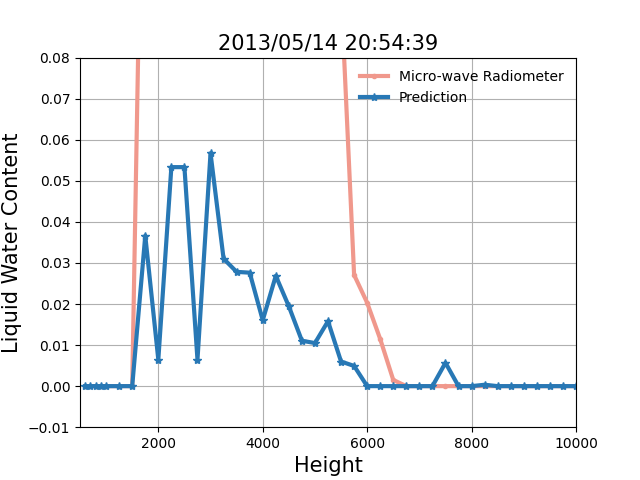 2013/05/14 20:54:39
Micro-wave Radiometer
Prediction
Liquid Water Content
0.08
0.07
0.06
0.05
0.04
0.03
0.02
0.01
0.00
−0.01
2000 4000 6000 8000 10000
Height